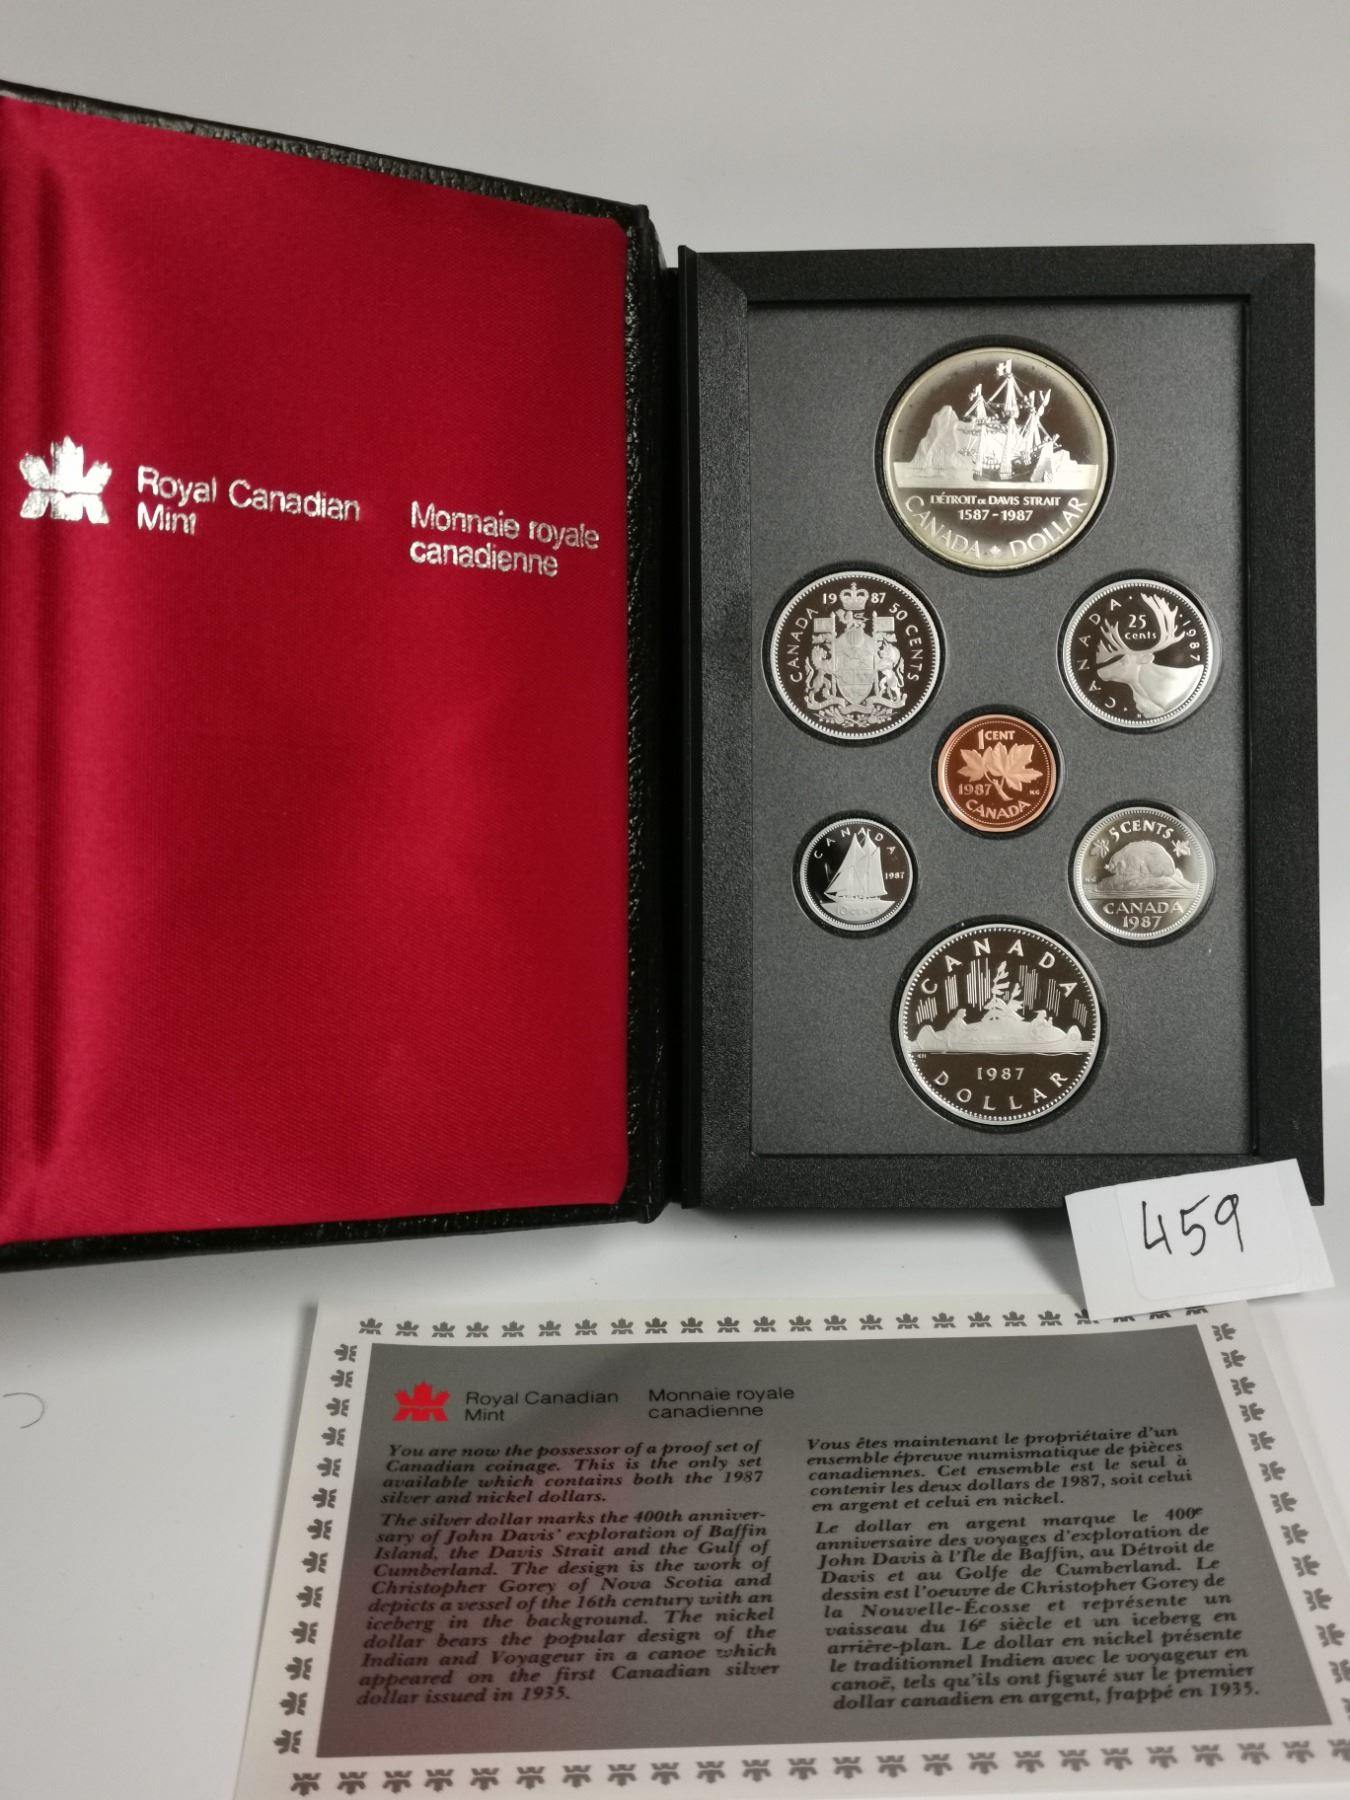 Royal Canadian
Mint
Monnaie royale
canadienne
DÉTROIT DE DAVIS STRAIT
1587-1987
CANADA DOLLAR
1987
CANADA 50 CENTS
CANADA 1987
25
cents
H
1 CENT
1987 KG
CANADA
CANADA
1987
10 CENTS
5 CENTS
KG
CANADA
1987
CANADA
1987
DOLLAR
459
Royal Canadian
Mint
Monnaie royale
canadienne
You are now the possessor of a proof set of
Canadian coinage. This is the only set
available which contains both the 1987
silver and nickel dollars.
The silver dollar marks the 400th anniver-
sary of John Davis' exploration of Baffin
Island, the Davis Strait and the Gulf of
Cumberland. The design is the work of
Christopher Gorey of Nova Scotia and
depicts a vessel of the 16th century with an
iceberg in the background. The nickel
dollar bears the popular design of the
Indian and Voyageur in a canoe which
appeared on the first Canadian silver
dollar issued in 1935.
Vous êtes maintenant le propriétaire d'un
ensemble épreuve numismatique de pièces
canadiennes. Cet ensemble est le seul à
contenir les deux dollars de 1987, soit celui
en argent et celui en nickel.
Le dollar en argent marque le 400e
anniversaire des voyages d'exploration de
John Davis à l'Île de Baffin, au Détroit de
Davis et au Golfe de Cumberland. Le
dessin est l'oeuvre de Christopher Gorey de
la Nouvelle-Écosse et représente un
vaisseau du 16e siècle et un iceberg en
arrière-plan. Le dollar en nickel présente
le traditionnel Indien avec le voyageur en
canoë, tels qu'ils ont figuré sur le premier
dollar canadien en argent, frappé en 1935.